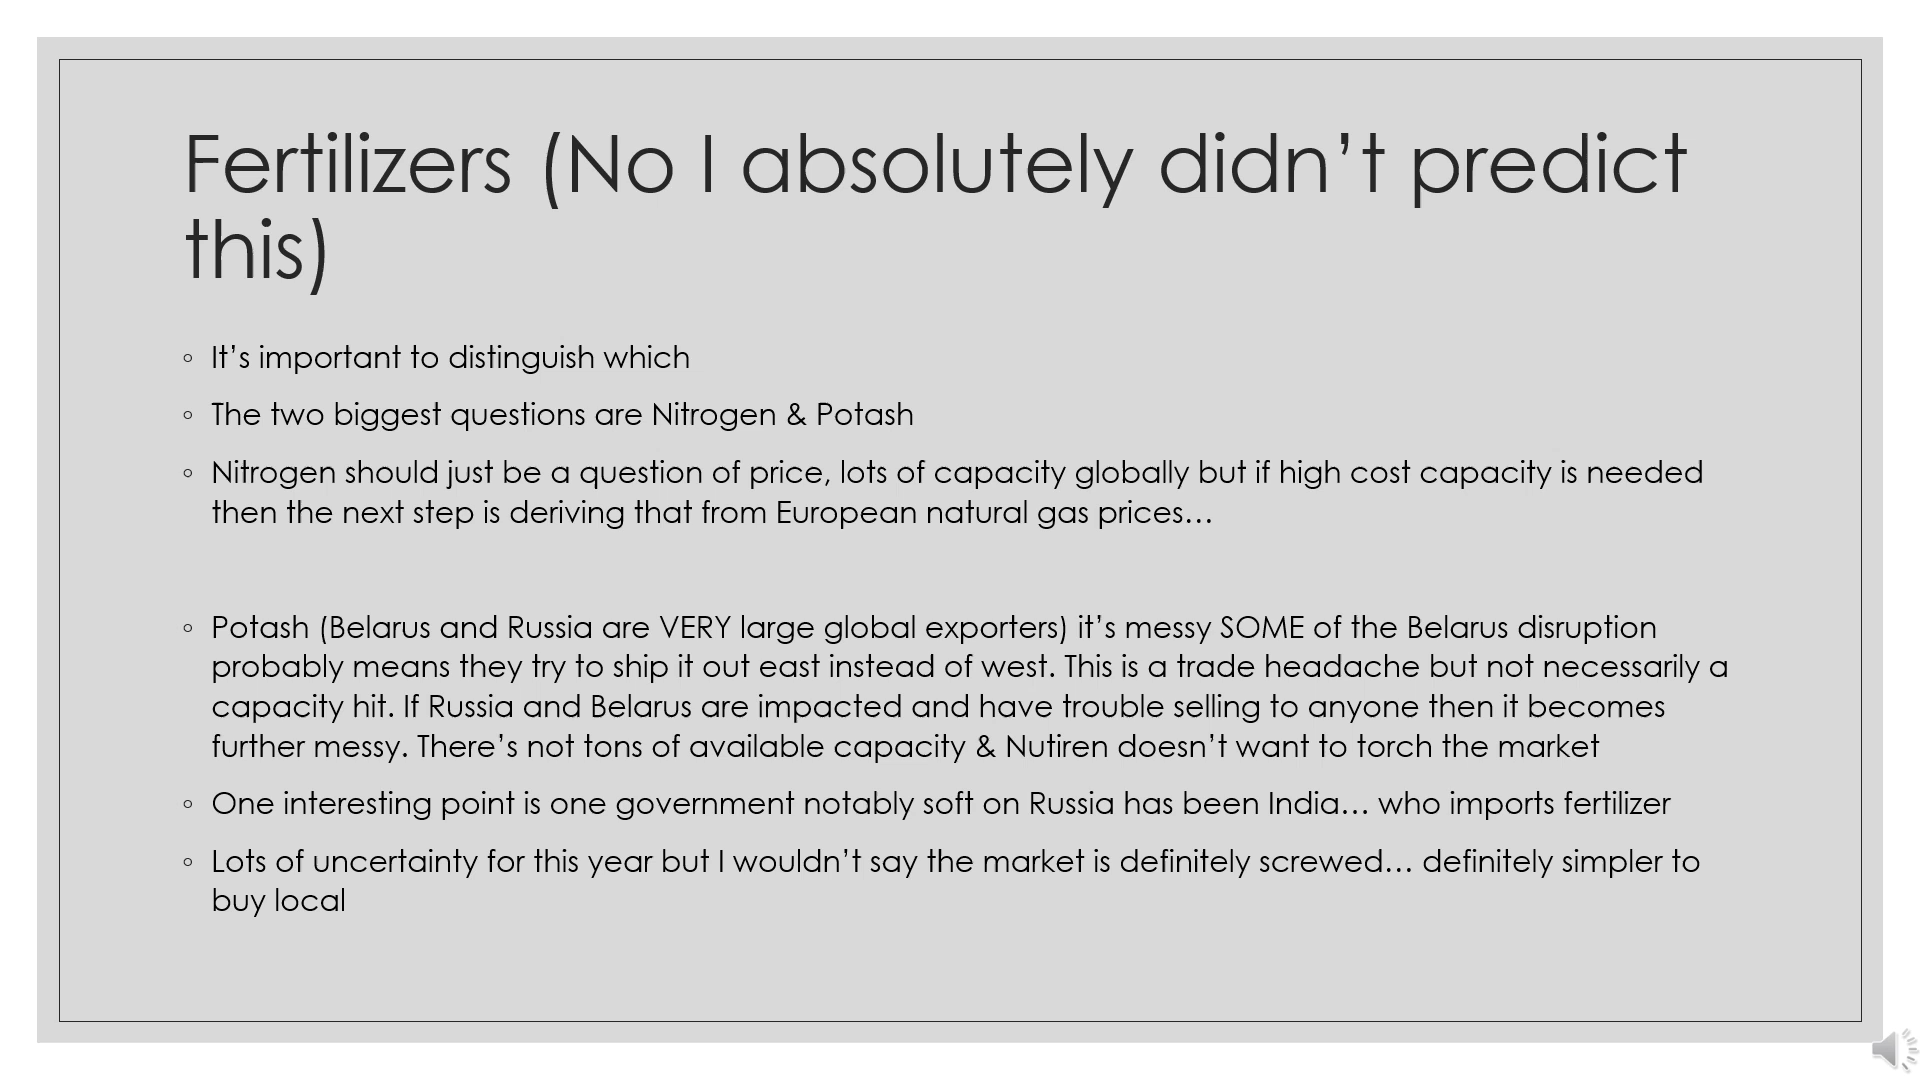 Fertilizers (No I absolutely didn’t predict
this)
◦ It’s important to distinguish which
◦ The two biggest questions are Nitrogen & Potash
◦ Nitrogen should just be a question of price, lots of capacity globally but if high cost capacity is needed
then the next step is deriving that from European natural gas prices…
◦ Potash (Belarus and Russia are VERY large global exporters) it’s messy SOME of the Belarus disruption
probably means they try to ship it out east instead of west. This is a trade headache but not necessarily a
capacity hit. If Russia and Belarus are impacted and have trouble selling to anyone then it becomes
further messy. There’s not tons of available capacity & Nutiren doesn’t want to torch the market
◦ One interesting point is one government notably soft on Russia has been India… who imports fertilizer
◦ Lots of uncertainty for this year but I wouldn’t say the market is definitely screwed… definitely simpler to
buy local